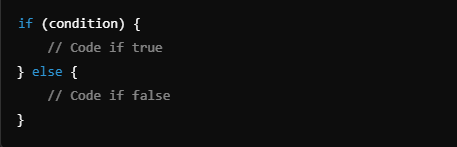 if (condition) {
    // Code if true
} else {
    // Code if false
}